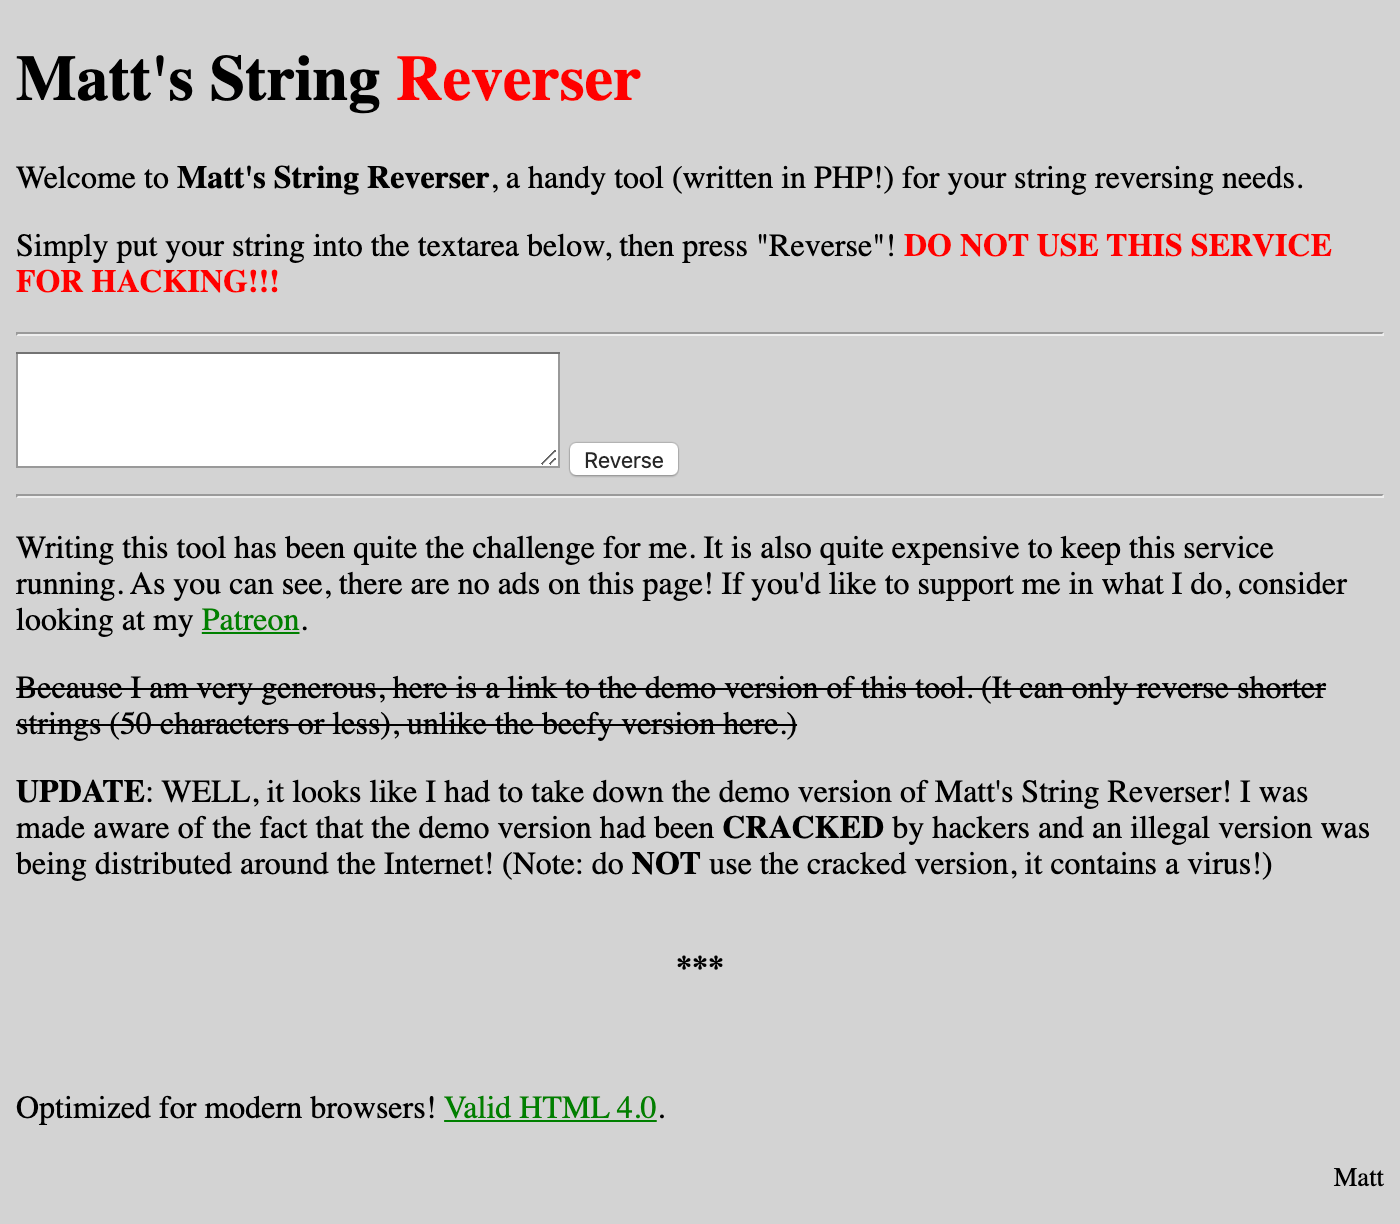 Matt's String Reverser
Welcome to Matt's String Reverser, a handy tool (written in PHP!) for your string reversing needs.
Simply put your string into the textarea below, then press "Reverse"! DO NOT USE THIS SERVICE
FOR HACKING!!!
Reverse
Writing this tool has been quite the challenge for me. It is also quite expensive to keep this service
running. As you can see, there are no ads on this page! If you'd like to support me in what I do, consider
looking at my Patreon.
Because I am very generous, here is a link to the demo version of this tool. (It can only reverse shorter
strings (50 characters or less), unlike the beefy version here.)
UPDATE: WELL, it looks like I had to take down the demo version of Matt's String Reverser! I was
made aware of the fact that the demo version had been CRACKED by hackers and an illegal version was
being distributed around the Internet! (Note: do NOT use the cracked version, it contains a virus!)
***
Optimized for modern browsers! Valid HTML 4.0.
Matt